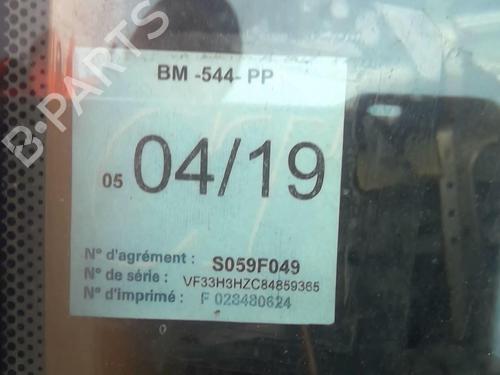 BM -544- PP
05 04/19
N° d'agrément : S059F049
N° de série : VF33H3HZC84859365
N° d'imprimé : F 028480624
B-PARTS